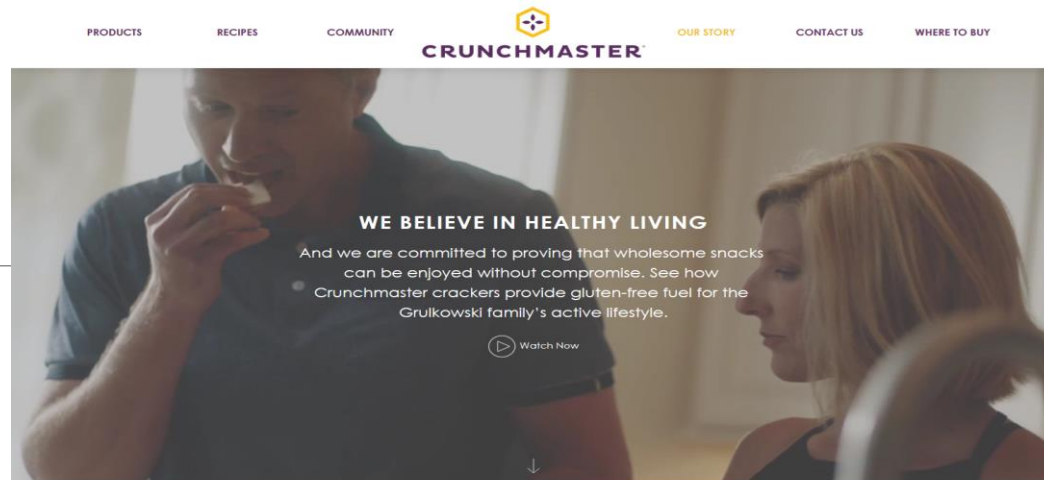 PRODUCTS RECIPES COMMUNITY CRUNCHMASTER OUR STORY CONTACT US WHERE TO BUY
WE BELIEVE IN HEALTHY LIVING
And we are committed to proving that wholesome snacks
can be enjoyed without compromise. See how
Crunchmaster crackers provide gluten-free fuel for the
Grulkowski family's active lifestyle.
Watch Now